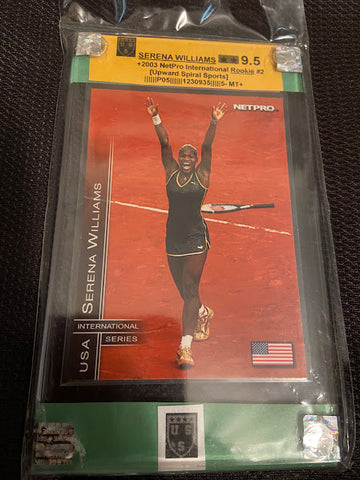 SERENA WILLIAMS ★★ 9.5
+2003 NetPro International Rookie #2
[Upward Spiral Sports]
||||||P05||||||1230935|||||5- MT+
NETPRO
USA SERENA WILLIAMS
INTERNATIONAL
SERIES
U S
S